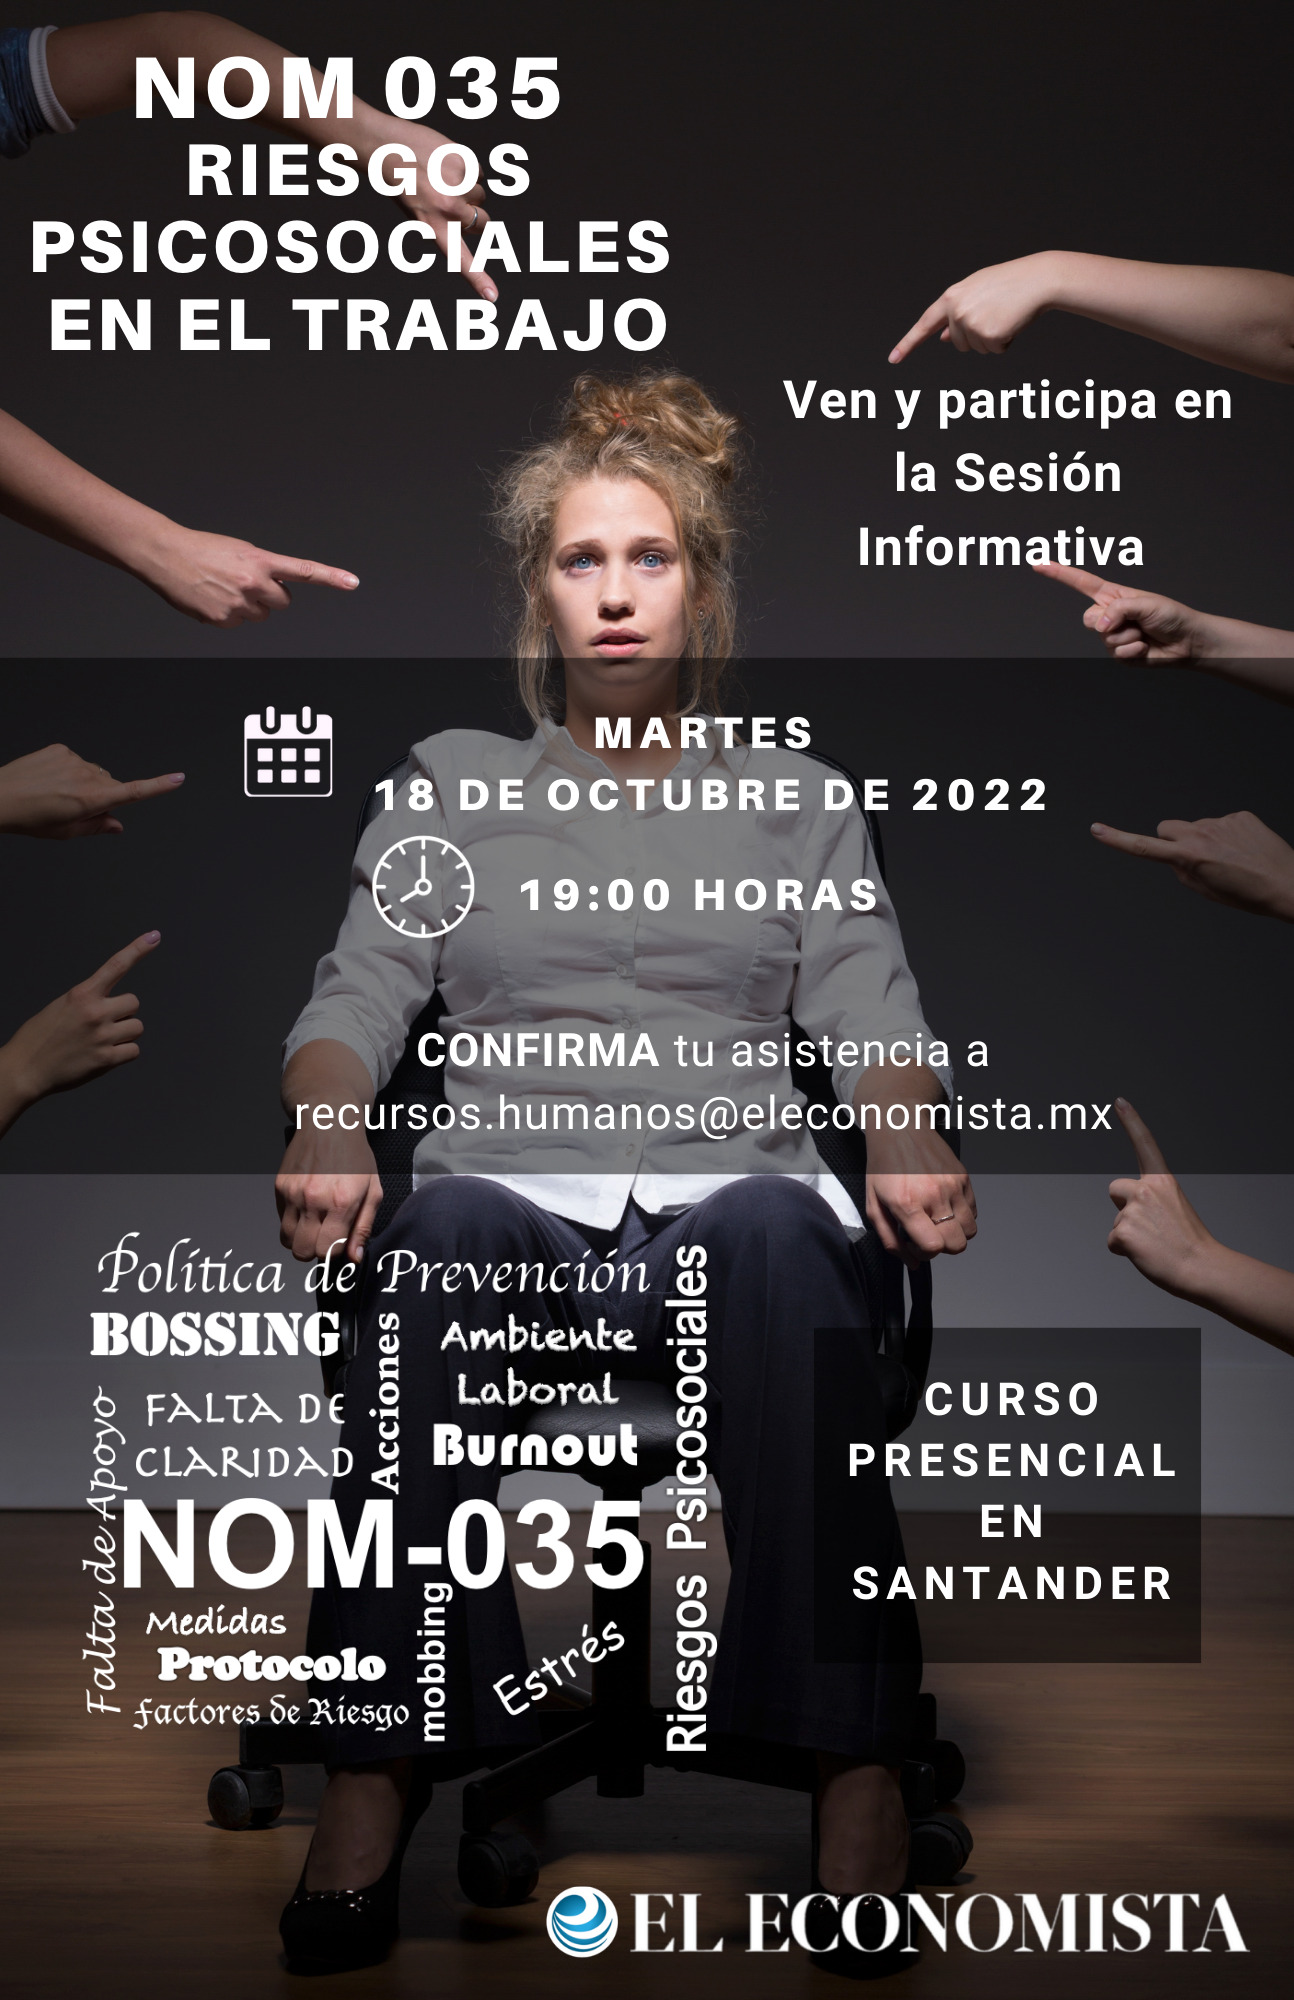 NOM 035
RIESGOS
PSICOSOCIALES
EN EL TRABAJO
Ven y participa en
la Sesión
Informativa
MARTES
18 DE OCTUBRE DE 2022
19:00 HORAS
CONFIRMA tu asistencia a
recursos.humanos@eleconomista.mx
Política de Prevención
BOSSING
Acciones
Ambiente
Laboral
FALTA DE
CLARIDAD
Burnout
Falta de Apoyo
NOM-035
Riesgos Psicosociales
Medidas
Protocolo
Factores de Riesgo
mobbing
Estrés
CURSO
PRESENCIAL
EN
SANTANDER
EL ECONOMISTA